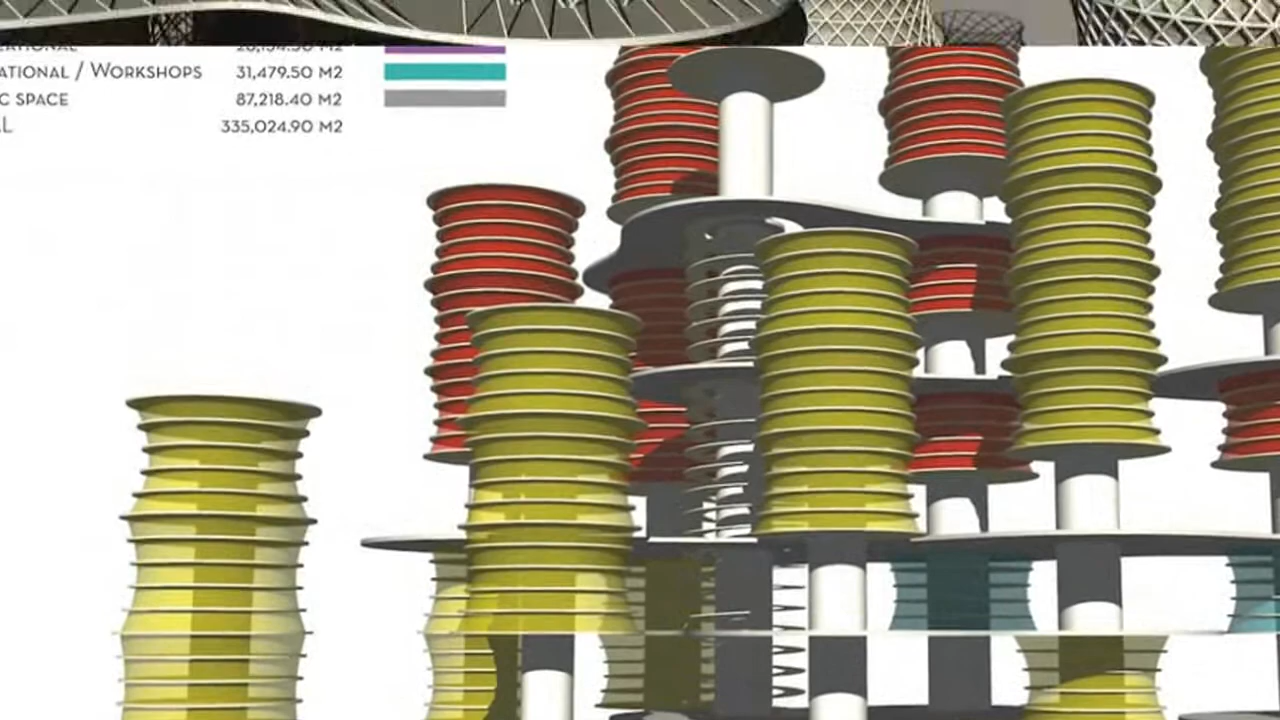 ATIONAL / WORKSHOPS 31,479.50 M2
C SPACE 87,218.40 M2
L 335,024.90 M2